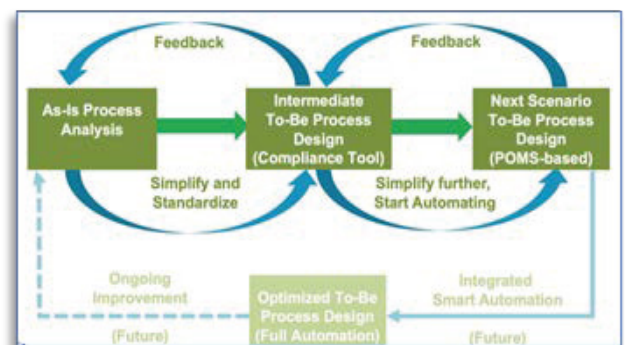 Feedback
Feedback
As-Is Process
Analysis
Intermediate
To-Be Process
Design
(Compliance Tool)
Next Scenario
To-Be Process
Design
(POMS-based)
Simplify and
Standardize
Simplify further,
Start Automating
Ongoing
Improvement
(Future)
Optimized To-Be
Process Design
(Full Automation)
Integrated
Smart Automation
(Future)